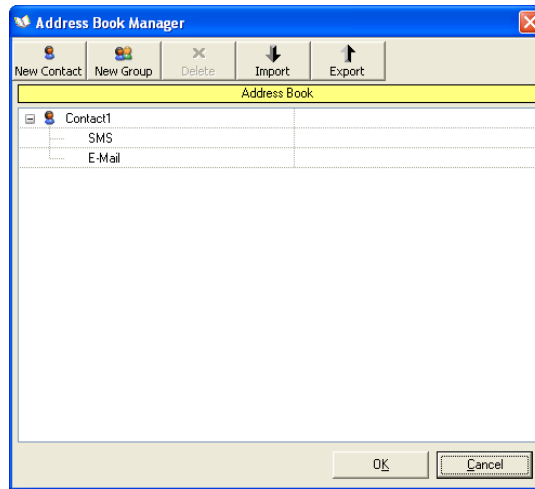 Address Book Manager
New Contact New Group Delete Import Export
Address Book
Contact1
SMS
E-Mail
OK Cancel